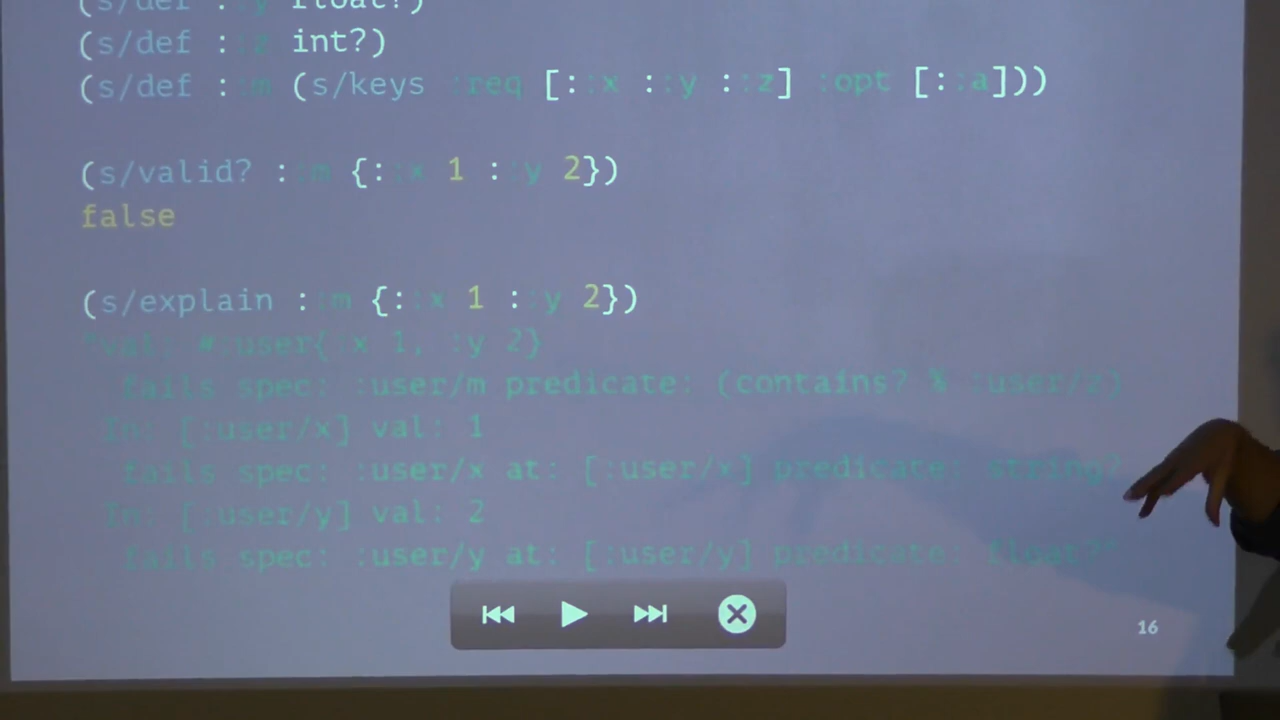 (s/def ::y float?)
(s/def ::z int?)
(s/def ::m (s/keys :req [::x ::y ::z] :opt [::a]))
(s/valid? ::m {::x 1 ::y 2})
false
(s/explain ::m {::x 1 ::y 2})
"val: #:user{:x 1, :y 2}
fails spec: :user/m predicate: (contains? % :user/z)
In: [:user/x] val: 1
fails spec: :user/x at: [:user/x] predicate: string?
In: [:user/y] val: 2
fails spec: :user/y at: [:user/y] predicate: float?"
16